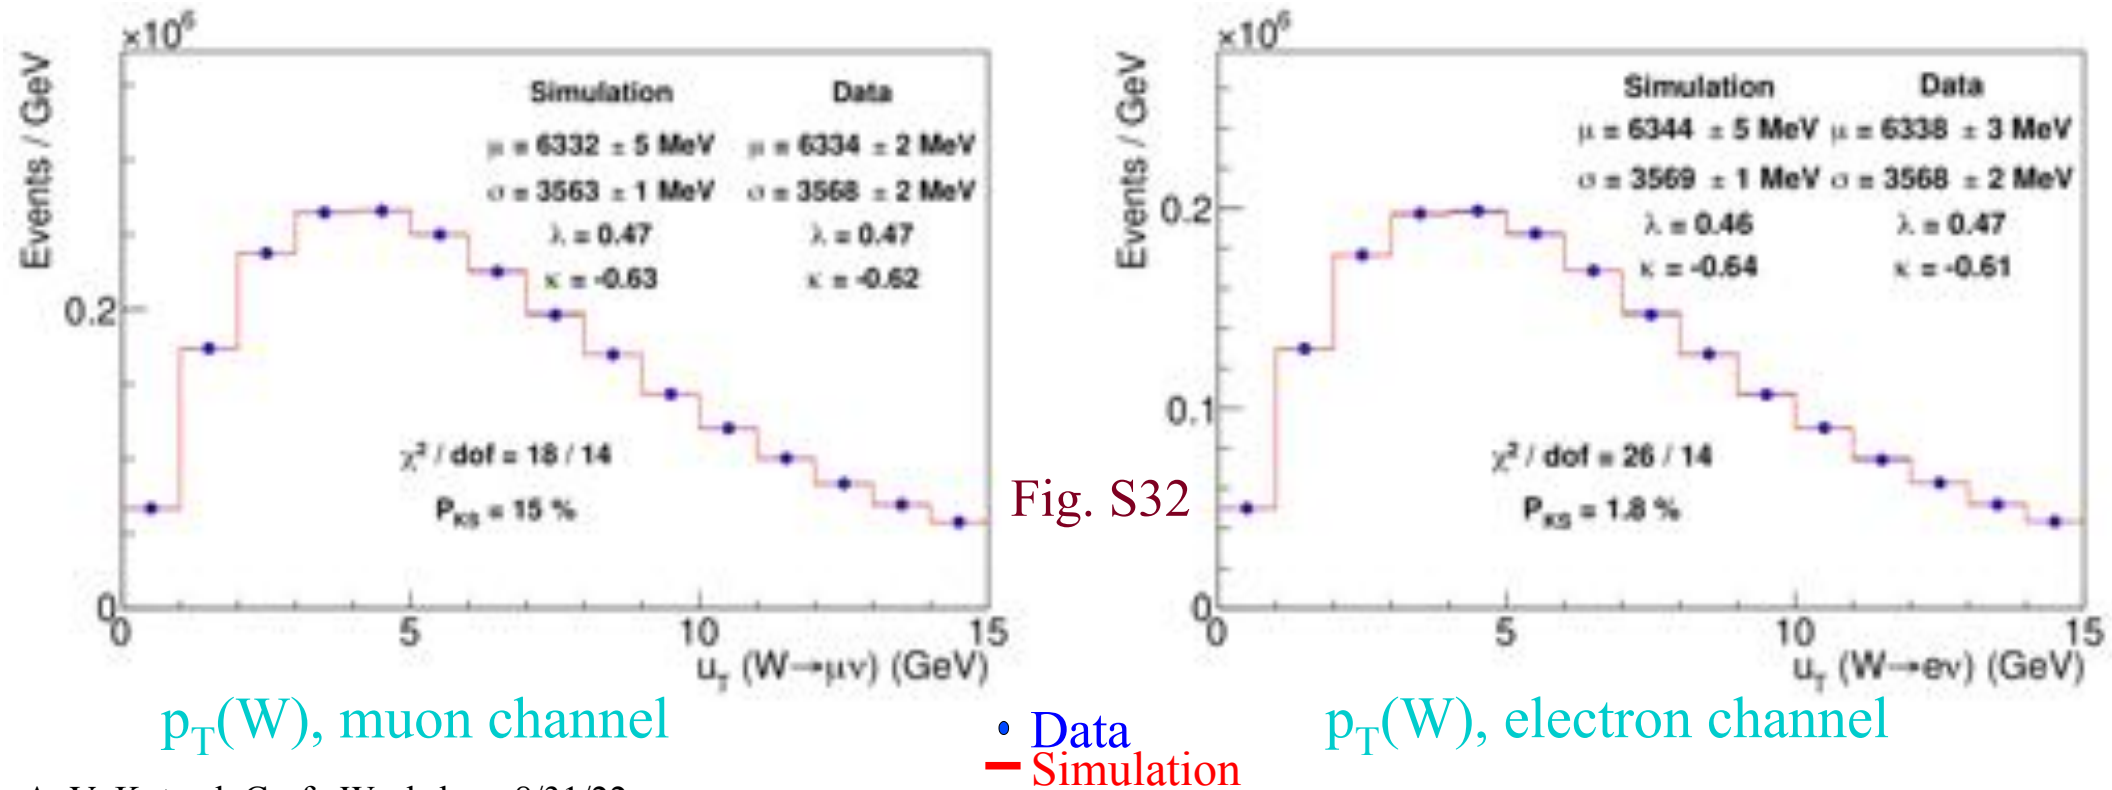 ×10⁶
Events / GeV
Simulation Data
μ = 6332 ± 5 MeV μ = 6334 ± 2 MeV
σ = 3563 ± 1 MeV σ = 3568 ± 2 MeV
λ = 0.47 λ = 0.47
κ = -0.63 κ = -0.62
0.2
χ² / dof = 18 / 14
P_KS = 15 %
0
0 5 10 15
u_T (W→μν) (GeV)
p_T(W), muon channel
Fig. S32
×10⁶
Events / GeV
Simulation Data
μ = 6344 ± 5 MeV μ = 6338 ± 3 MeV
σ = 3569 ± 1 MeV σ = 3568 ± 2 MeV
λ = 0.46 λ = 0.47
κ = -0.64 κ = -0.61
0.2
0.1
χ² / dof = 26 / 14
P_KS = 1.8 %
0
0 5 10 15
u_T (W→eν) (GeV)
p_T(W), electron channel
• Data
Simulation